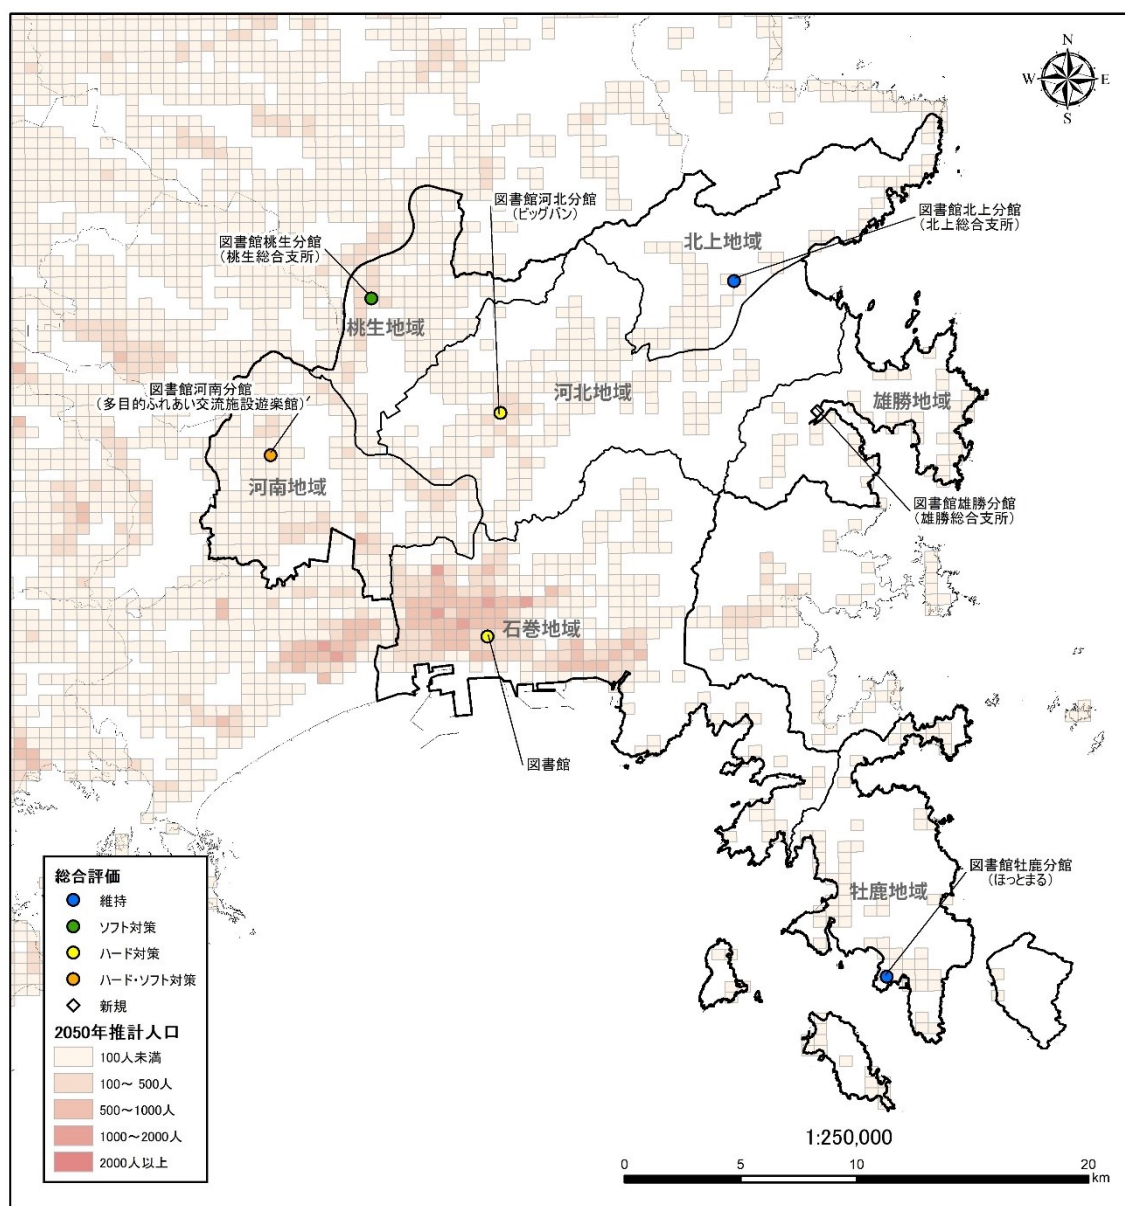 N
W
E
S
図書館河北分館
(ビッグバン)
図書館北上分館
(北上総合支所)
北上地域
図書館桃生分館
(桃生総合支所)
桃生地域
図書館河南分館
(多目的ふれあい交流施設遊楽館)
河北地域
雄勝地域
河南地域
図書館雄勝分館
(雄勝総合支所)
石巻地域
図書館
図書館牡鹿分館
(ほっとまる)
牡鹿地域
総合評価
維持
ソフト対策
ハード対策
ハード・ソフト対策
新規
2050年推計人口
100人未満
100~ 500人
500~1000人
1000~2000人
2000人以上
1:250,000
0 5 10 20
km